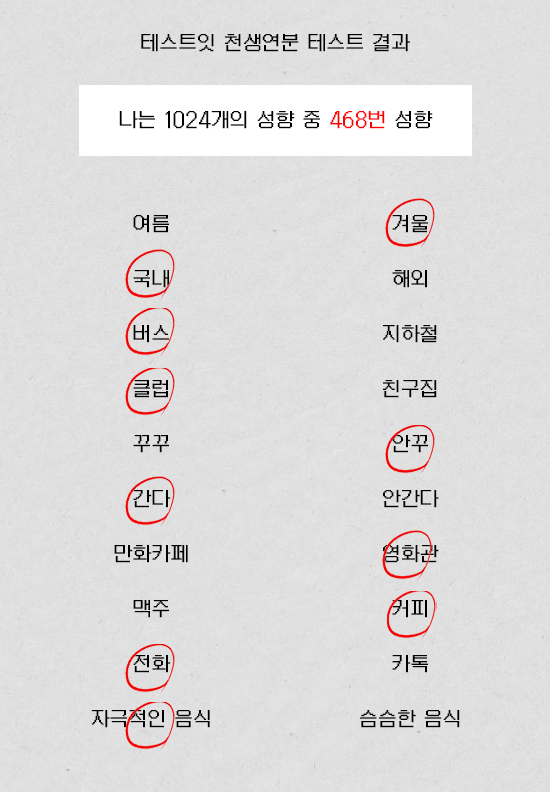 테스트잇 천생연분 테스트 결과
나는 1024개의 성향 중 468번 성향
여름 겨울
국내 해외
버스 지하철
클럽 친구집
꾸꾸 안꾸
간다 안간다
만화카페 영화관
맥주 커피
전화 카톡
자극적인 음식 슴슴한 음식